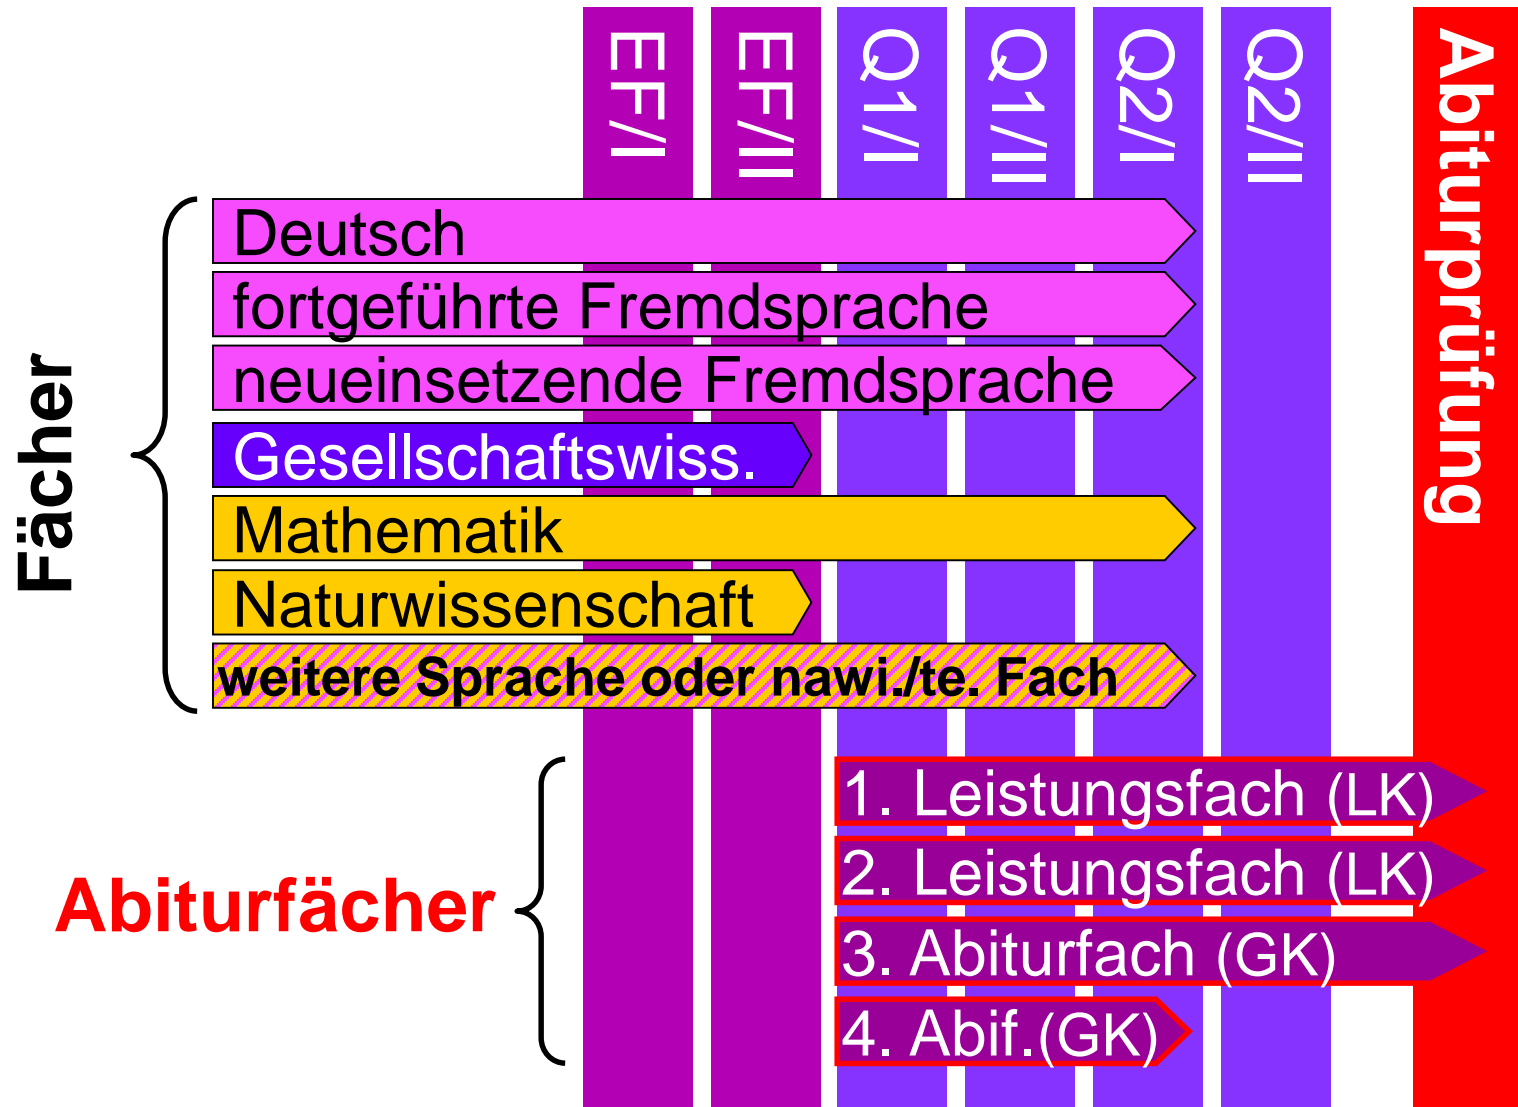 EF/I
EF/II
Q1/I
Q1/II
Q2/I
Q2/II
Abiturprüfung
Fächer
Deutsch
fortgeführte Fremdsprache
neueinsetzende Fremdsprache
Gesellschaftswiss.
Mathematik
Naturwissenschaft
weitere Sprache oder nawi./te. Fach
Abiturfächer
1. Leistungsfach (LK)
2. Leistungsfach (LK)
3. Abiturfach (GK)
4. Abif.(GK)